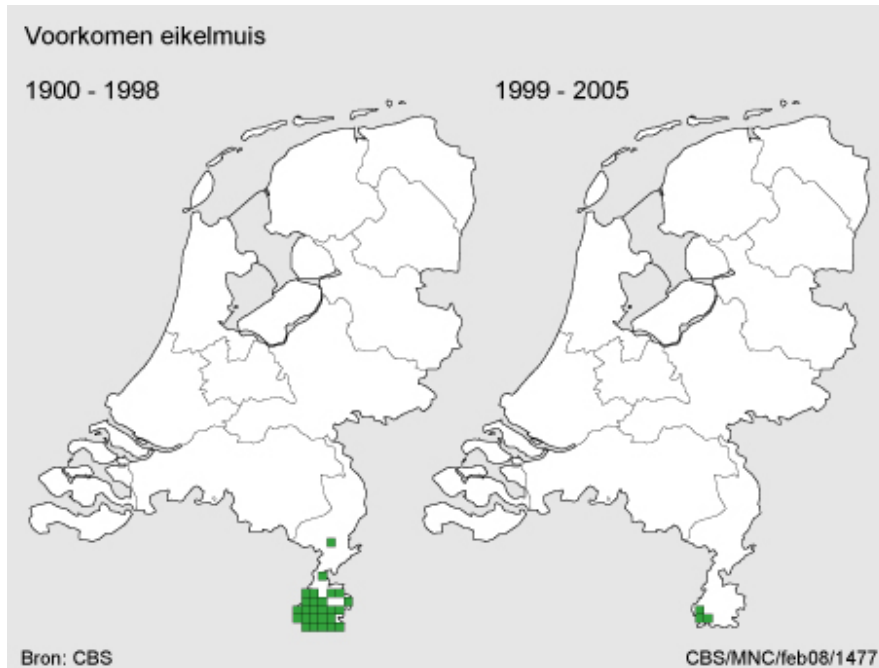 Voorkomen eikelmuis
1900 - 1998
1999 - 2005
Bron: CBS
CBS/MNC/feb08/1477